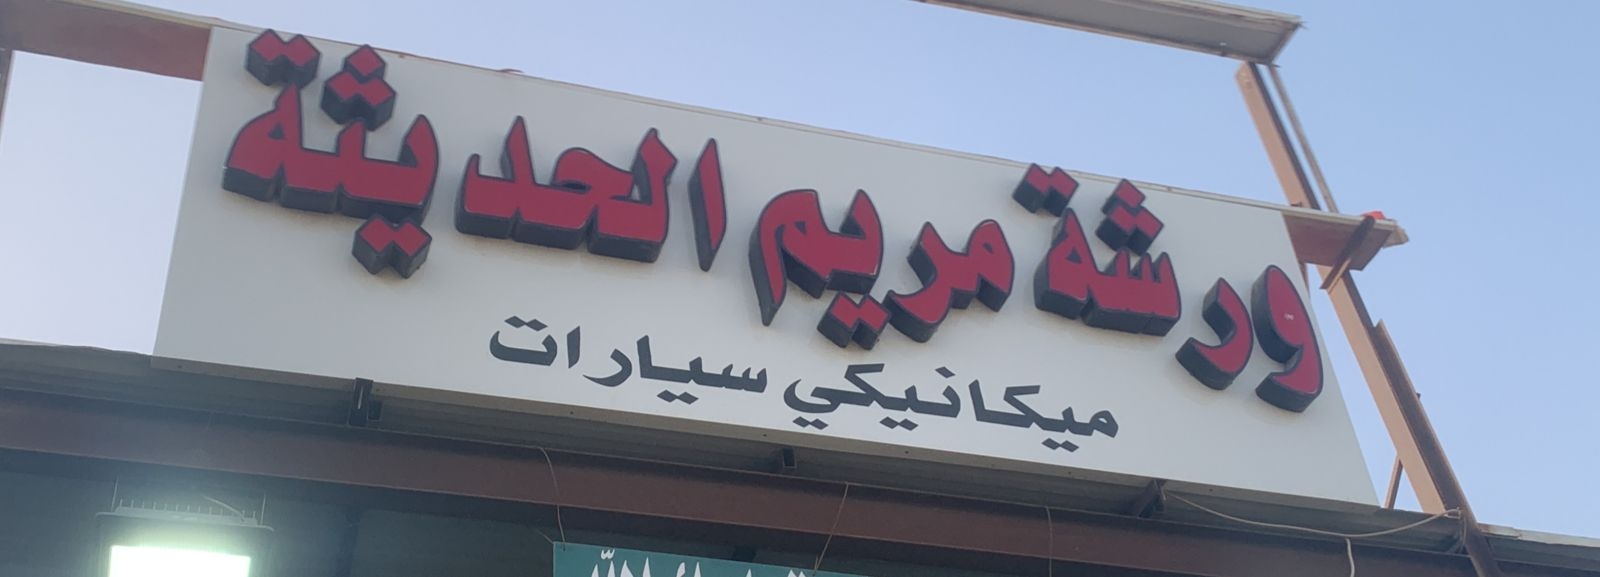 ورشة مريم الحديثة
ميكانيكي سيارات